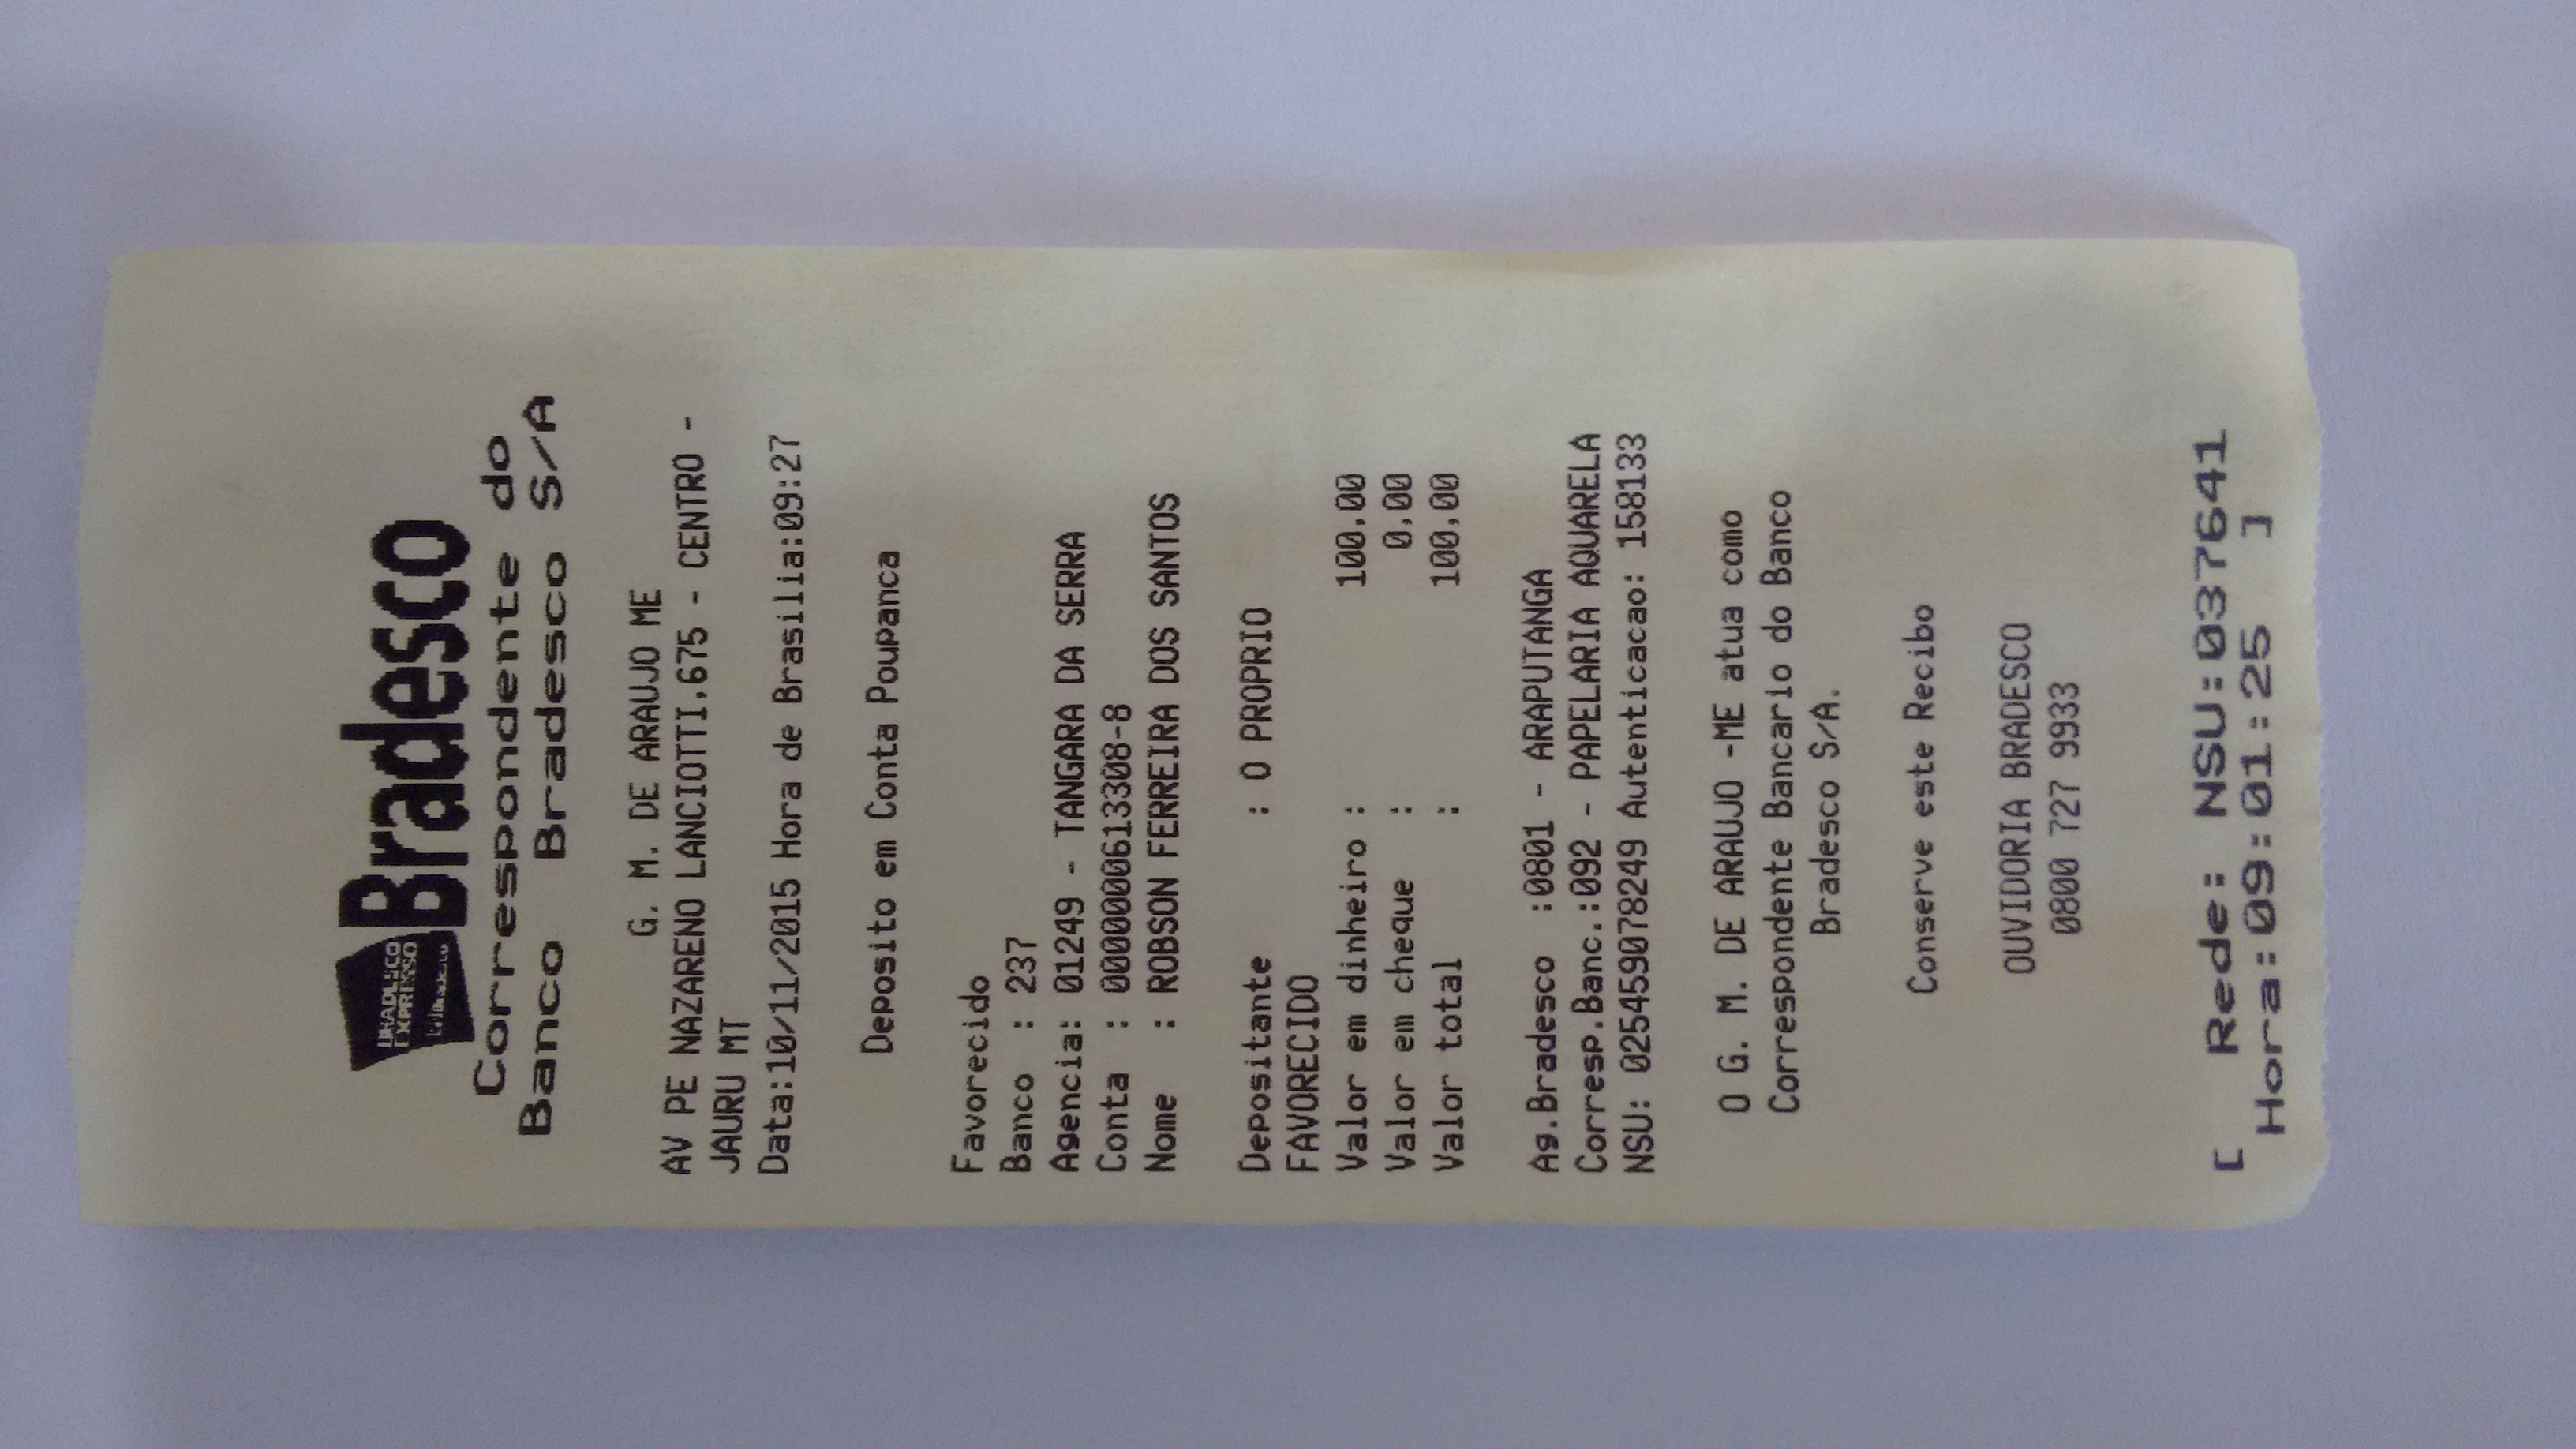 BRADESCO
EXPRESSO
Bradesco
Correspondente do
Banco Bradesco S/A
G. M. DE ARAUJO ME
AV PE NAZARENO LANCIOTTI,675 - CENTRO -
JAURU MT
Data:10/11/2015 Hora de Brasilia:09:27
Deposito em Conta Poupanca
Favorecido
Banco : 237
Agencia: 01249 - TANGARA DA SERRA
Conta : 0000000613308-8
Nome : ROBSON FERREIRA DOS SANTOS
Depositante : O PROPRIO
FAVORECIDO
Valor em dinheiro : 100,00
Valor em cheque : 0,00
Valor total : 100,00
Ag.Bradesco :0801 - ARAPUTANGA
Corresp.Banc.:092 - PAPELARIA AQUARELA
NSU: 025459078249 Autenticacao: 158133
O G. M. DE ARAUJO -ME atua como
Correspondente Bancario do Banco
Bradesco S/A.
Conserve este Recibo
OUVIDORIA BRADESCO
0800 727 9933
[ Rede: NSU:037641
Hora:09:01:25 ]